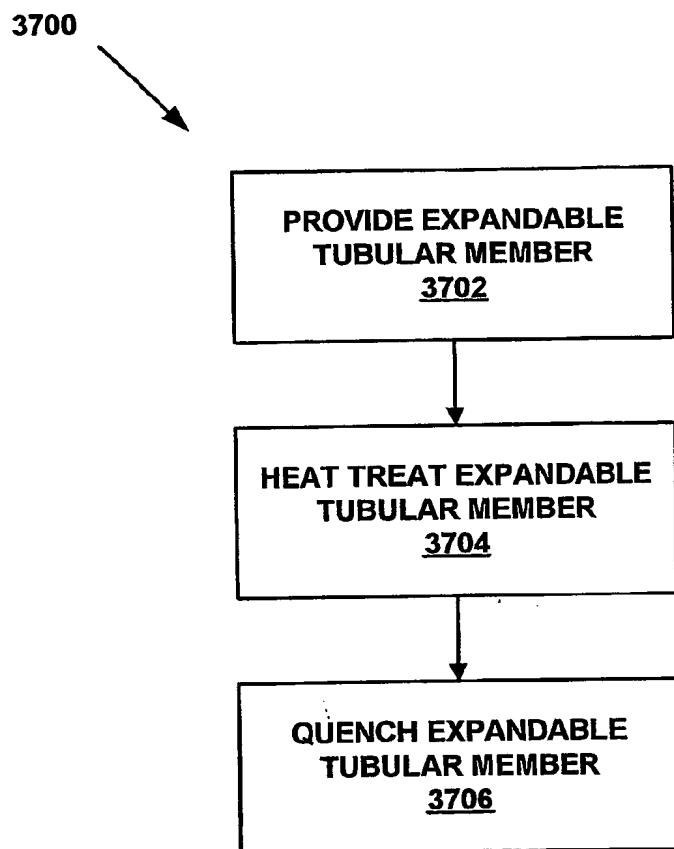 3700
PROVIDE EXPANDABLE
TUBULAR MEMBER
3702
HEAT TREAT EXPANDABLE
TUBULAR MEMBER
3704
QUENCH EXPANDABLE
TUBULAR MEMBER
3706